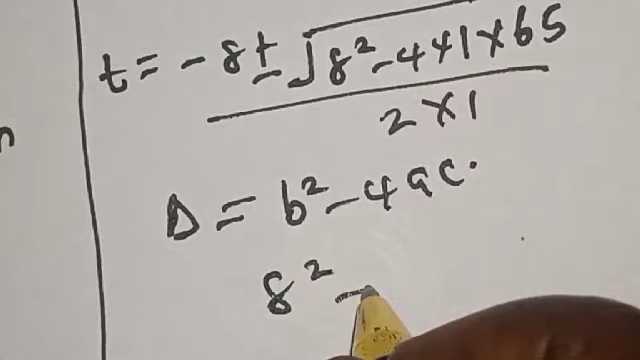 t = -8 ± √8² - 4 × 1 × 65
2 × 1
D = b² - 4ac.
8² -